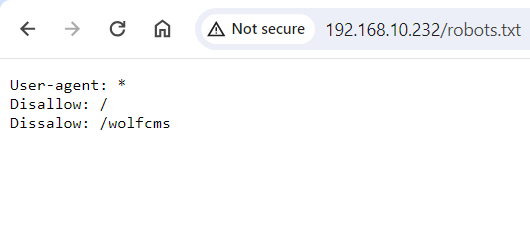 Not secure 192.168.10.232/robots.txt
User-agent: *
Disallow: /
Dissalow: /wolfcms